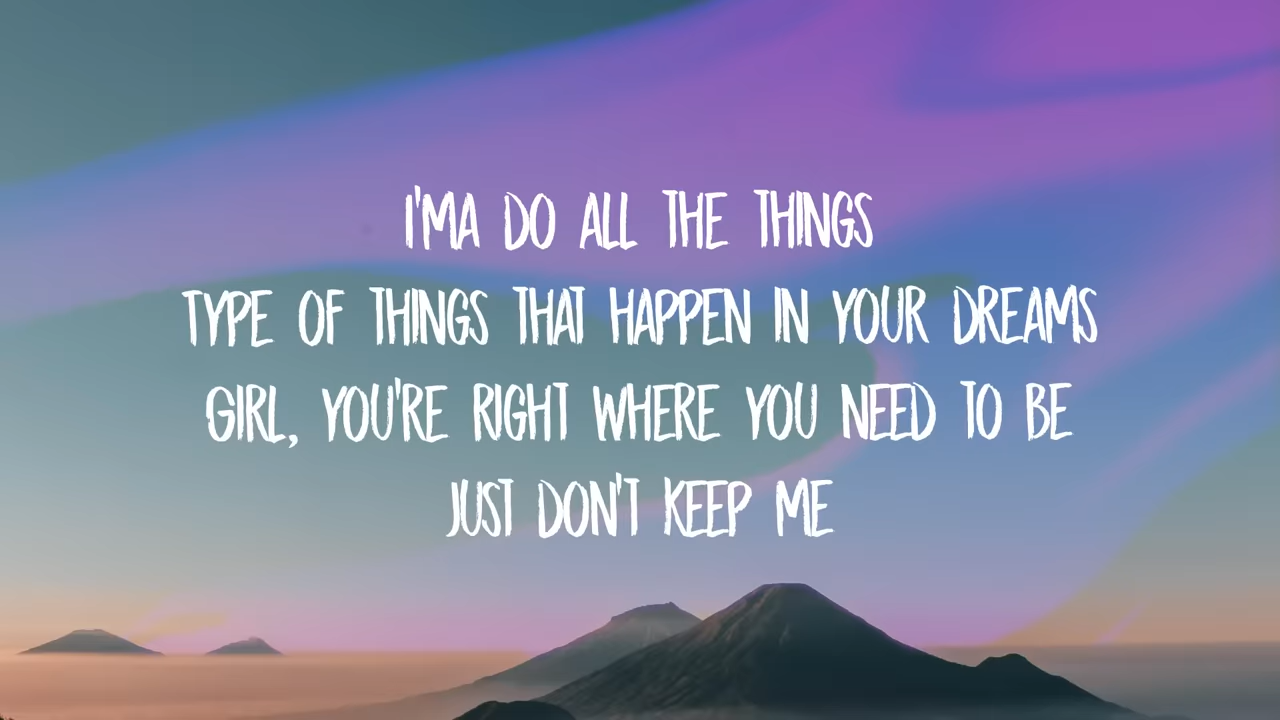 I'MA DO ALL THE THINGS
TYPE OF THINGS THAT HAPPEN IN YOUR DREAMS
GIRL, YOU'RE RIGHT WHERE YOU NEED TO BE
JUST DON'T KEEP ME